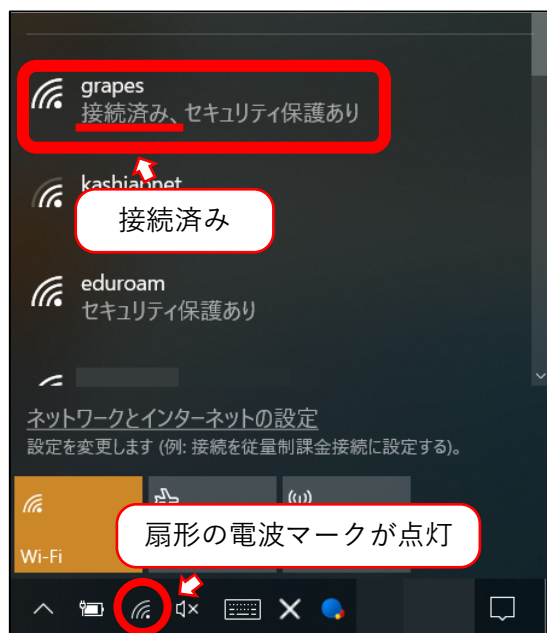 grapes
接続済み、セキュリティ保護あり
kashiapnet
接続済み
eduroam
セキュリティ保護あり
ネットワークとインターネットの設定
設定を変更します (例: 接続を従量制課金接続に設定する)。
扇形の電波マークが点灯
Wi-Fi